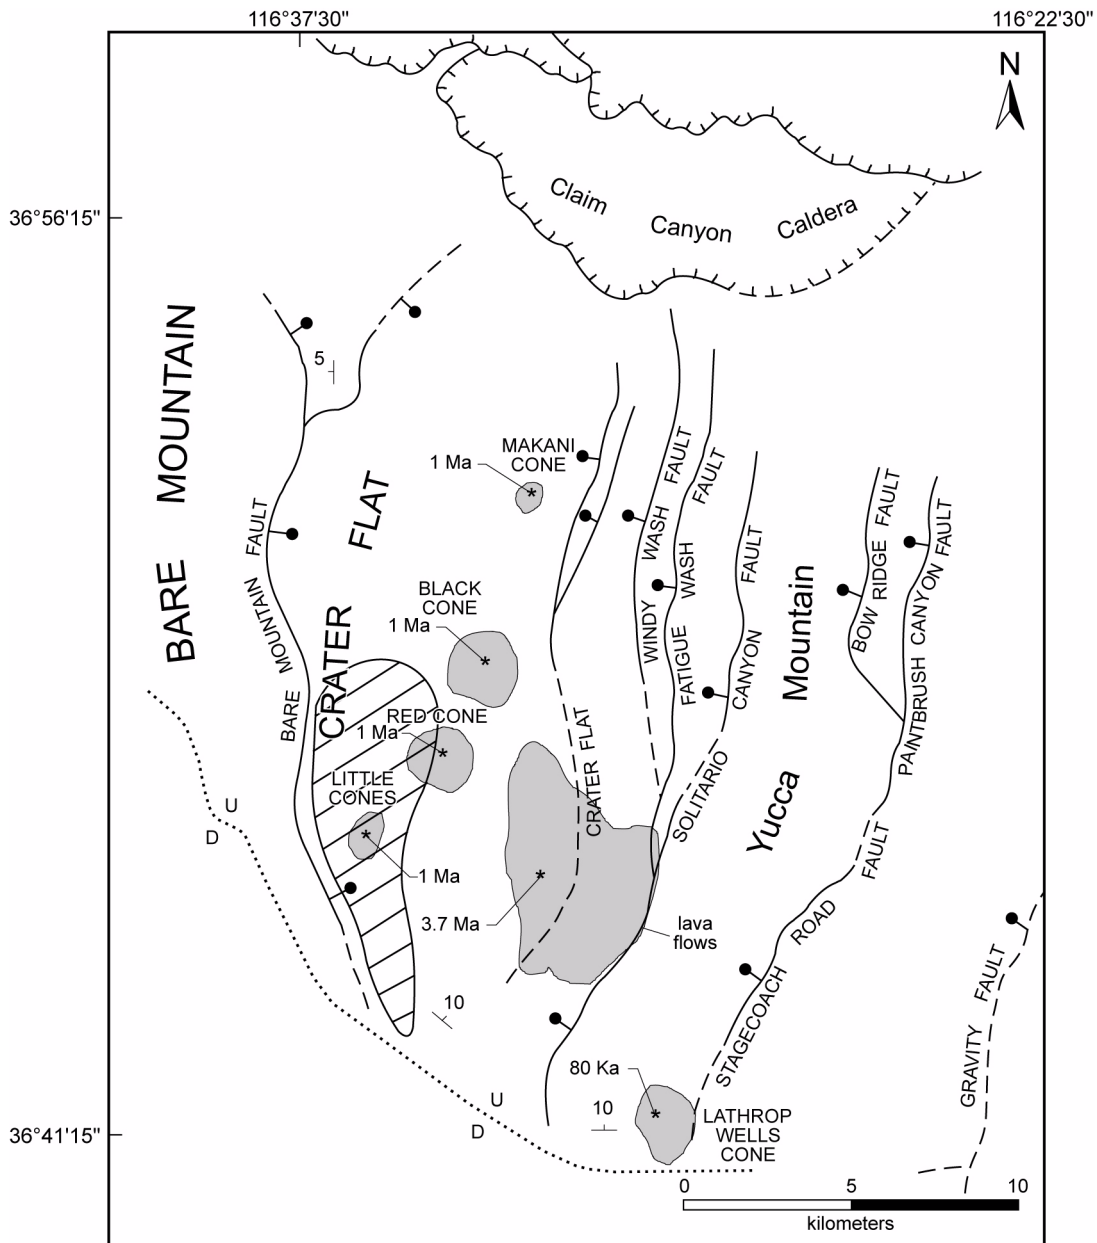 116°37'30"
116°22'30"
N
36°56'15"
Claim Canyon Caldera
BARE MOUNTAIN
5
MAKANI
CONE
1 Ma
CRATER FLAT
BARE MOUNTAIN FAULT
WINDY WASH FAULT
FATIGUE WASH FAULT
SOLITARIO CANYON FAULT
Yucca Mountain
BOW RIDGE FAULT
PAINTBRUSH CANYON FAULT
BLACK
CONE
1 Ma
RED CONE
1 Ma
LITTLE
CONES
1 Ma
U
D
CRATER FLAT
3.7 Ma
lava
flows
STAGECOACH ROAD FAULT
GRAVITY FAULT
10
U
D
80 Ka
10
LATHROP
WELLS
CONE
36°41'15"
0 5 10
kilometers